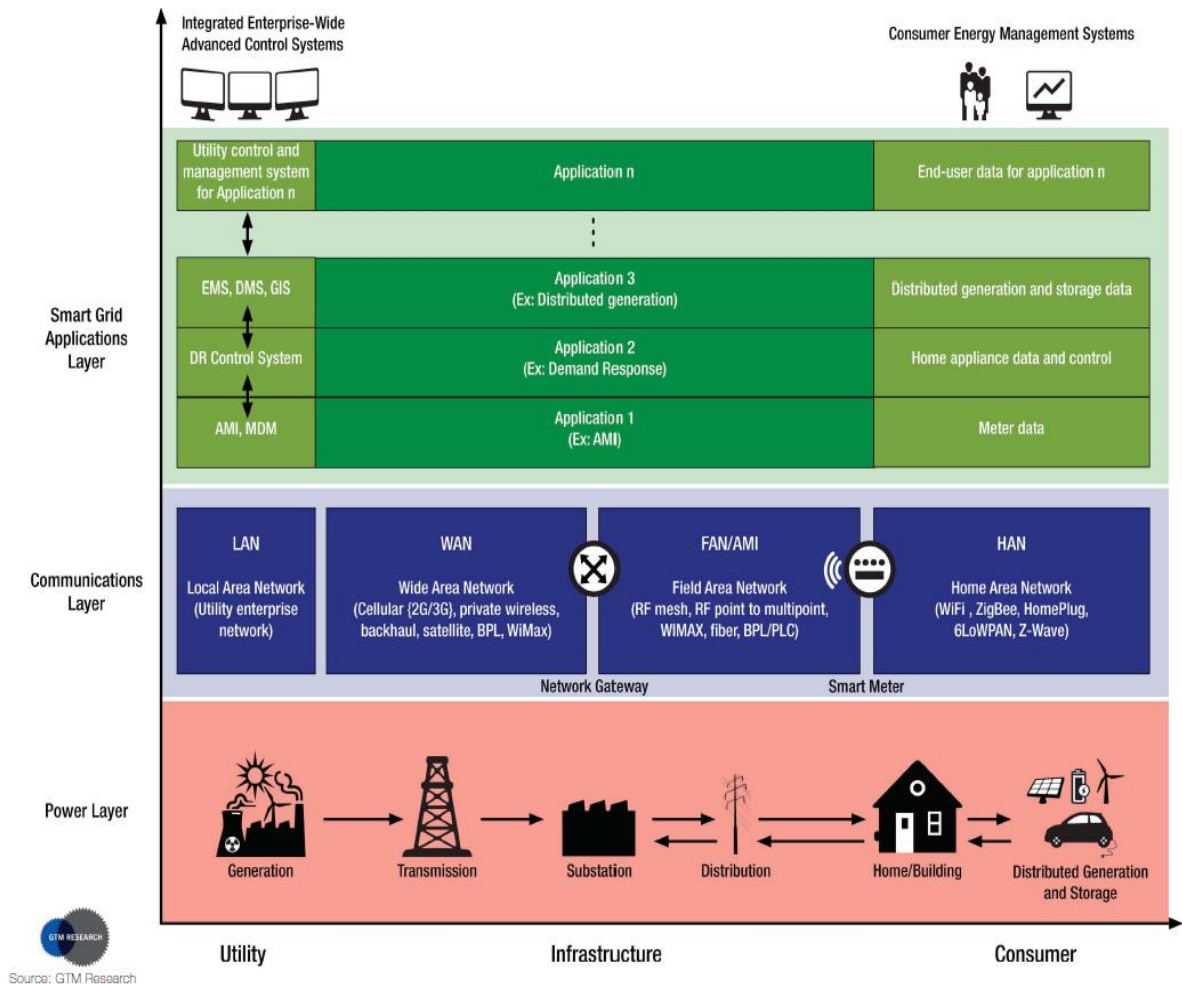 Integrated Enterprise-Wide
Advanced Control Systems
Consumer Energy Management Systems
Utility control and
management system
for Application n
Application n
End-user data for application n
Smart Grid
Applications
Layer
EMS, DMS, GIS
Application 3
(Ex: Distributed generation)
Distributed generation and storage data
DR Control System
Application 2
(Ex: Demand Response)
Home appliance data and control
AMI, MDM
Application 1
(Ex: AMI)
Meter data
Communications
Layer
LAN
Local Area Network
(Utility enterprise
network)
WAN
Wide Area Network
(Cellular {2G/3G}, private wireless,
backhaul, satellite, BPL, WiMax)
FAN/AMI
Field Area Network
(RF mesh, RF point to multipoint,
WIMAX, fiber, BPL/PLC)
HAN
Home Area Network
(WiFi , ZigBee, HomePlug,
6LoWPAN, Z-Wave)
Network Gateway
Smart Meter
Power Layer
Generation
Transmission
Substation
Distribution
Home/Building
Distributed Generation
and Storage
Utility
Infrastructure
Consumer
GTM RESEARCH
Source: GTM Research